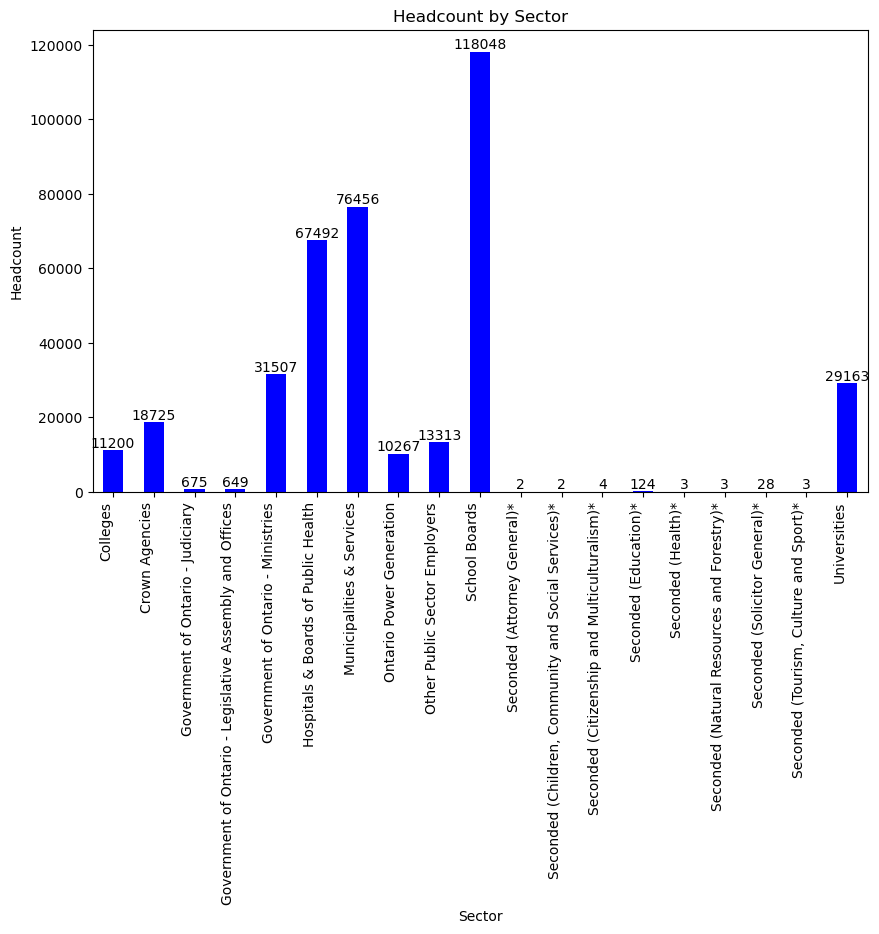 Headcount by Sector
Headcount
120000
100000
80000
60000
40000
20000
0
11200
18725
675
649
31507
67492
76456
10267
13313
118048
2
2
4
124
3
3
28
3
29163
Colleges
Crown Agencies
Government of Ontario - Judiciary
Government of Ontario - Legislative Assembly and Offices
Government of Ontario - Ministries
Hospitals & Boards of Public Health
Municipalities & Services
Ontario Power Generation
Other Public Sector Employers
School Boards
Seconded (Attorney General)*
Seconded (Children, Community and Social Services)*
Seconded (Citizenship and Multiculturalism)*
Seconded (Education)*
Seconded (Health)*
Seconded (Natural Resources and Forestry)*
Seconded (Solicitor General)*
Seconded (Tourism, Culture and Sport)*
Universities
Sector